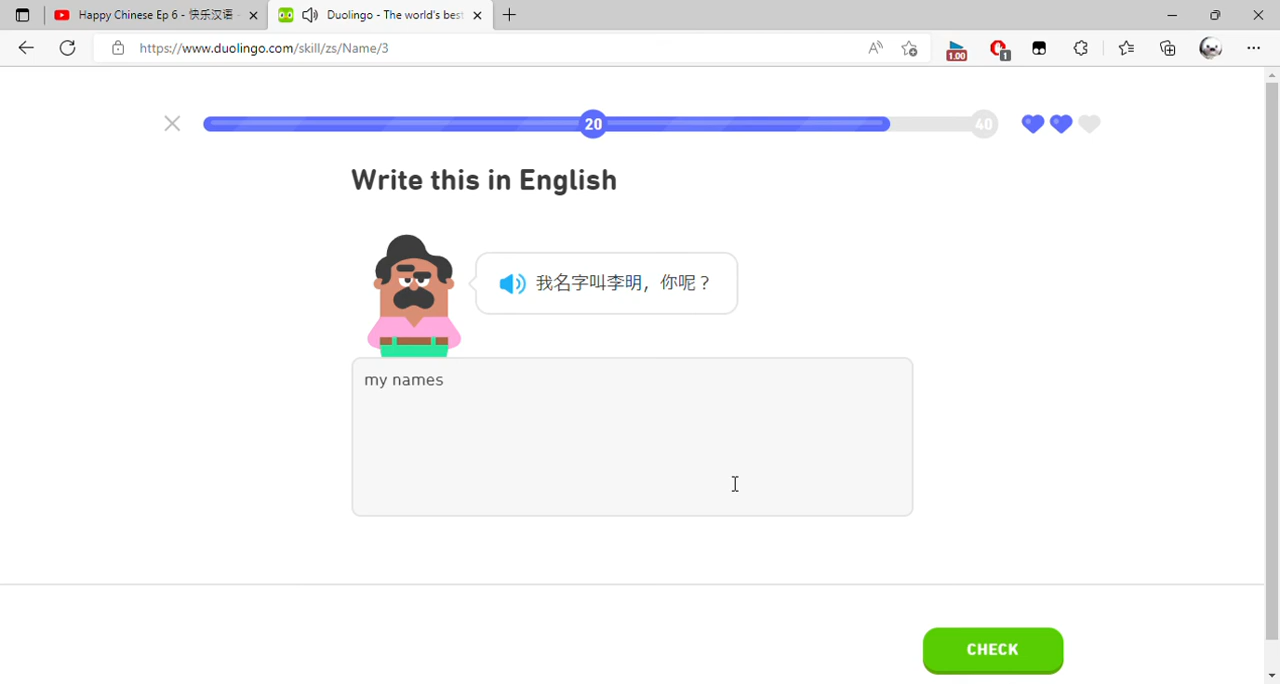 Happy Chinese Ep 6 - 快乐汉语
Duolingo - The world's best
https://www.duolingo.com/skill/zs/Name/3
1.00
1
20
40
Write this in English
我名字叫李明，你呢？
my names
CHECK